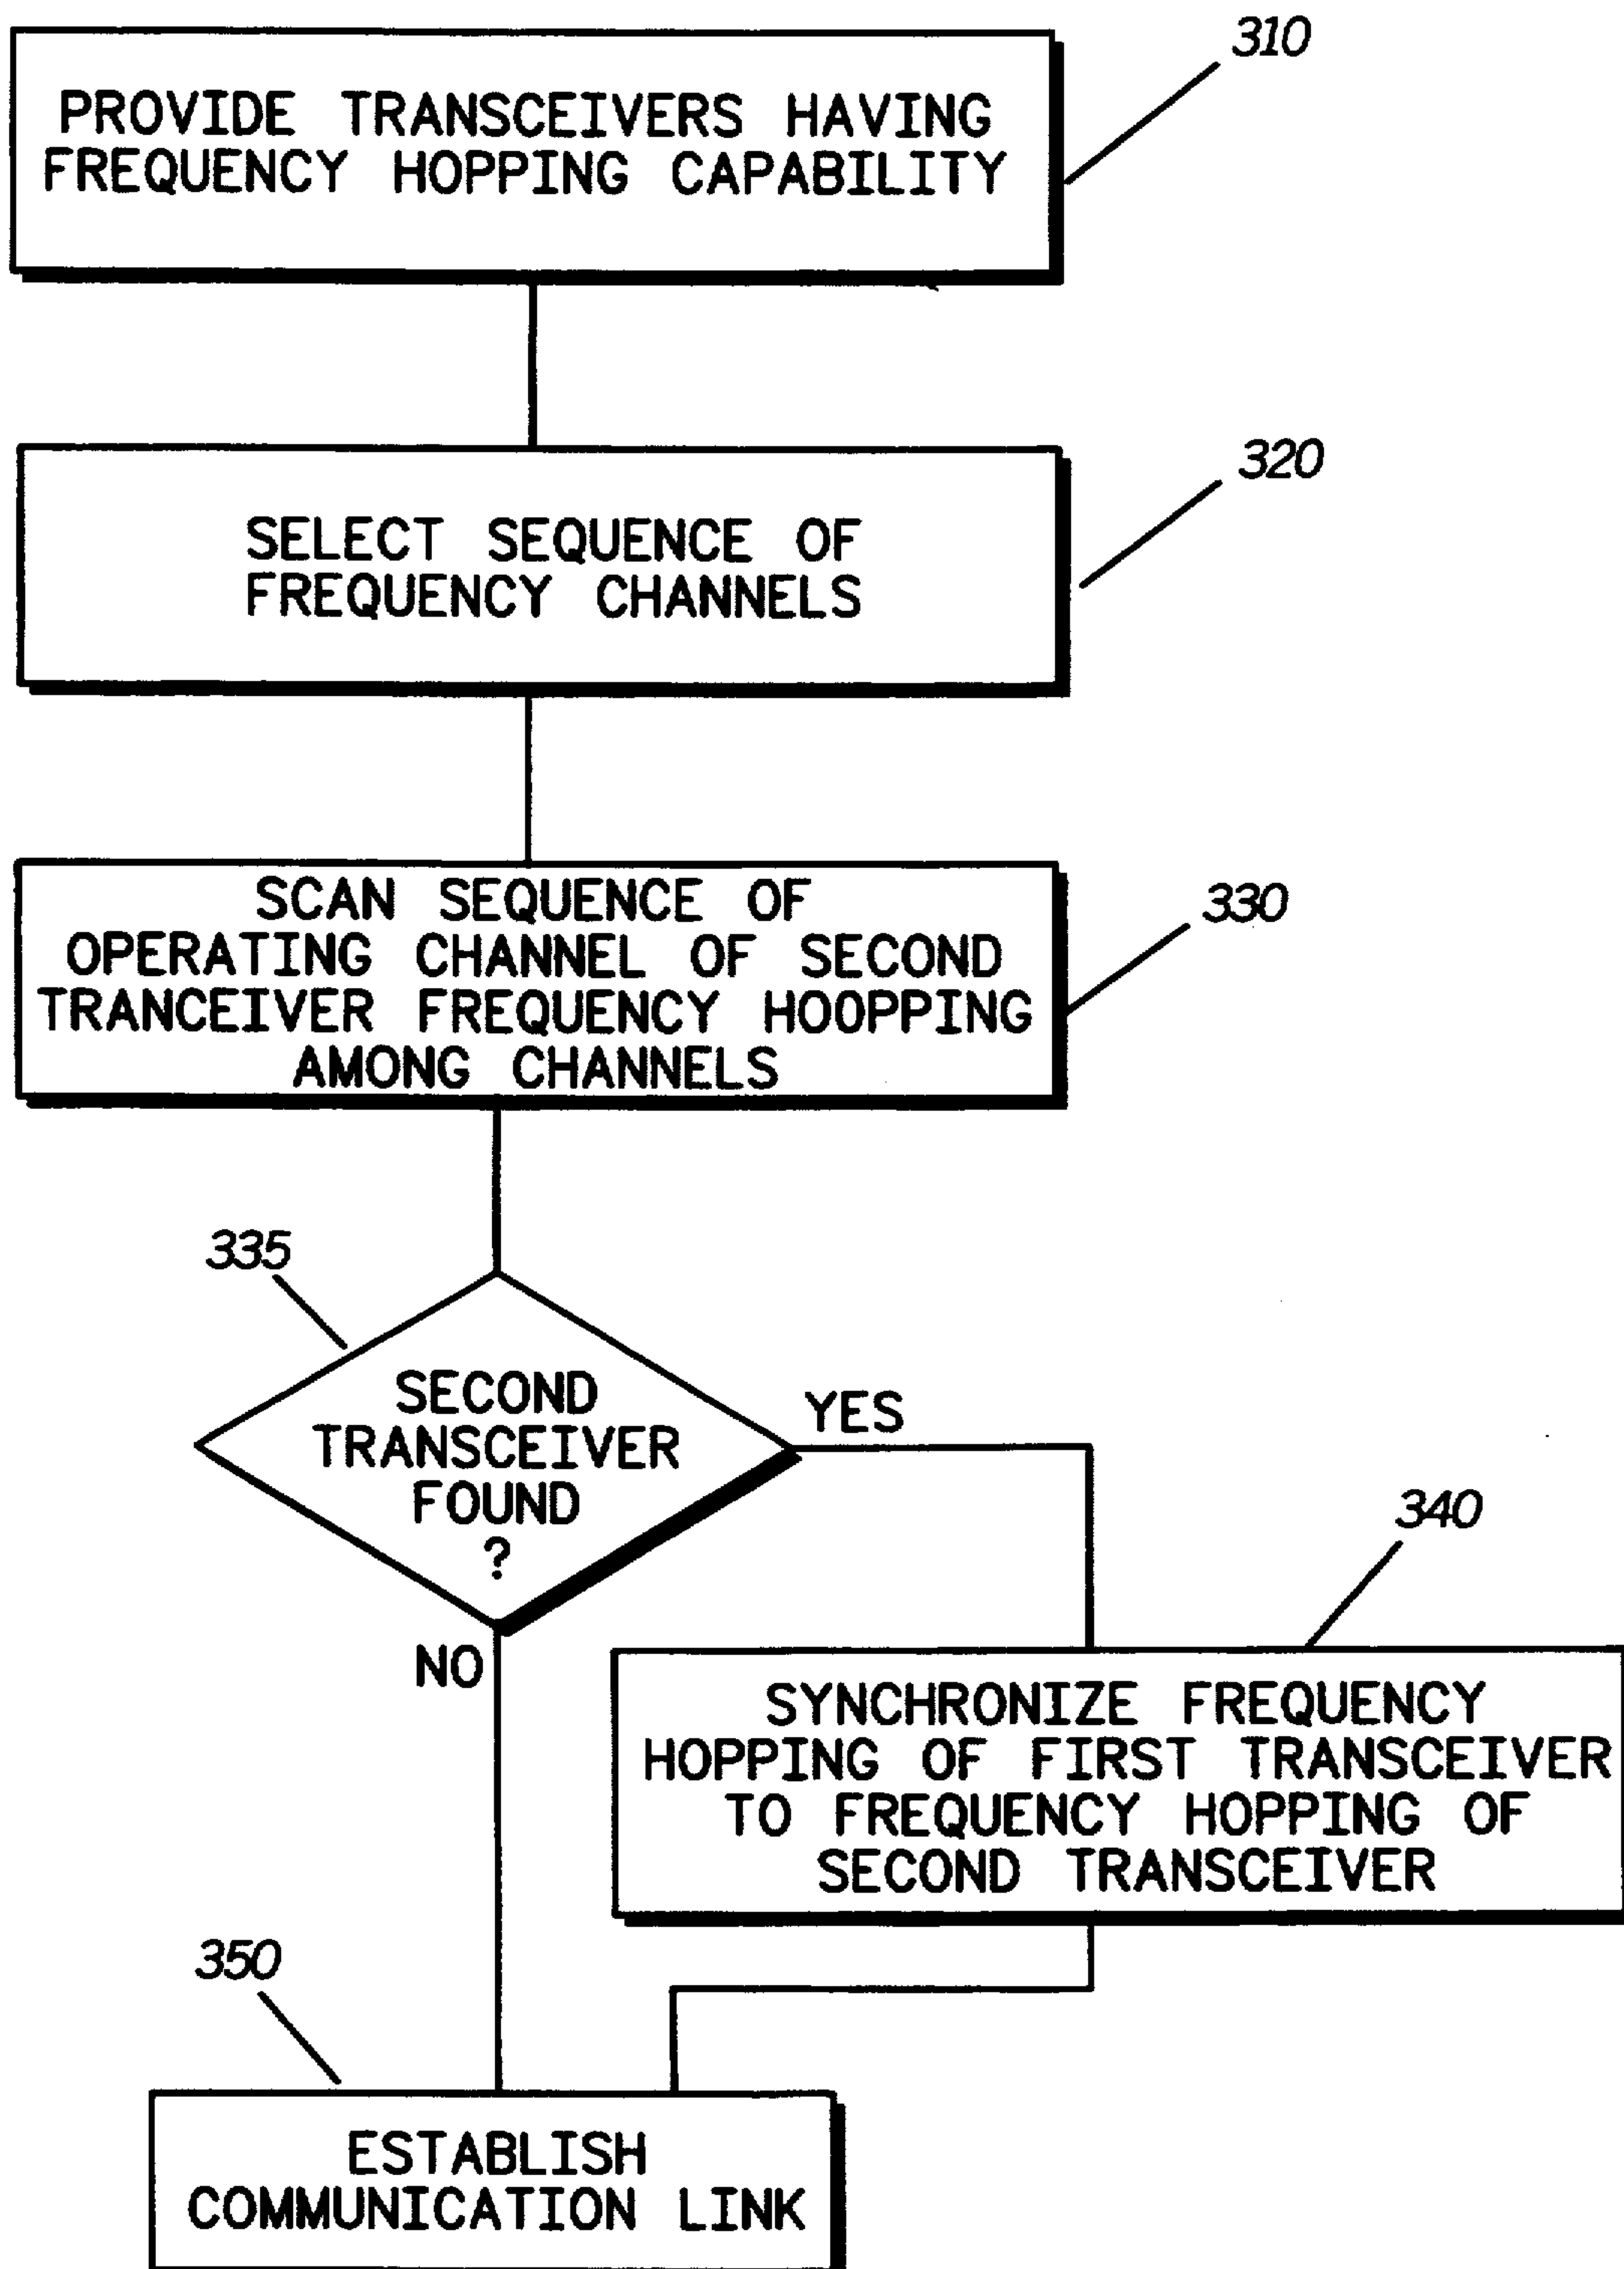 310
PROVIDE TRANSCEIVERS HAVING
FREQUENCY HOPPING CAPABILITY
320
SELECT SEQUENCE OF
FREQUENCY CHANNELS
330
SCAN SEQUENCE OF
OPERATING CHANNEL OF SECOND
TRANCEIVER FREQUENCY HOOPPING
AMONG CHANNELS
335
SECOND
TRANSCEIVER
FOUND
?
YES
NO
340
SYNCHRONIZE FREQUENCY
HOPPING OF FIRST TRANSCEIVER
TO FREQUENCY HOPPING OF
SECOND TRANSCEIVER
350
ESTABLISH
COMMUNICATION LINK